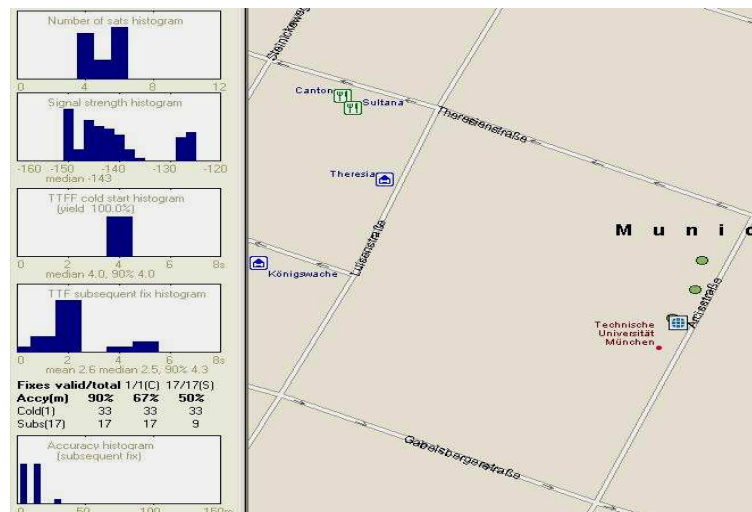 Number of sats histogram
0 4 8 12
Signal strength histogram
-160 -150 -140 -130 -120
median -143
TTFF cold start histogram
(yield 100.0%)
0 2 4 6 8s
median 4.0, 90% 4.0
TTF subsequent fix histogram
0 2 4 6 8s
mean 2.6 median 2.5, 90% 4.3
Fixes valid/total 1/1(C) 17/17(S)
Accy(m) 90% 67% 50%
Cold(1) 33 33 33
Subs(17) 17 17 9
Accuracy histogram
(subsequent fix)
0 50 100 150m
Steinickeweg
Canton
Sultana
Theresienstraße
Theresia
Luisenstraße
Königswache
Munic
Arcisstraße
Technische
Universität
München
Gabelsbergerstraße